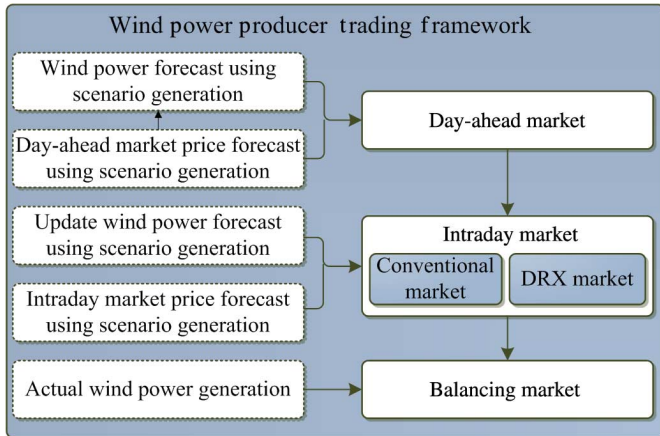 Wind power producer trading framework
Wind power forecast using
scenario generation
Day-ahead market price forecast
using scenario generation
Day-ahead market
Update wind power forecast
using scenario generation
Intraday market price forecast
using scenario generation
Intraday market
Conventional
market
DRX market
Actual wind power generation
Balancing market